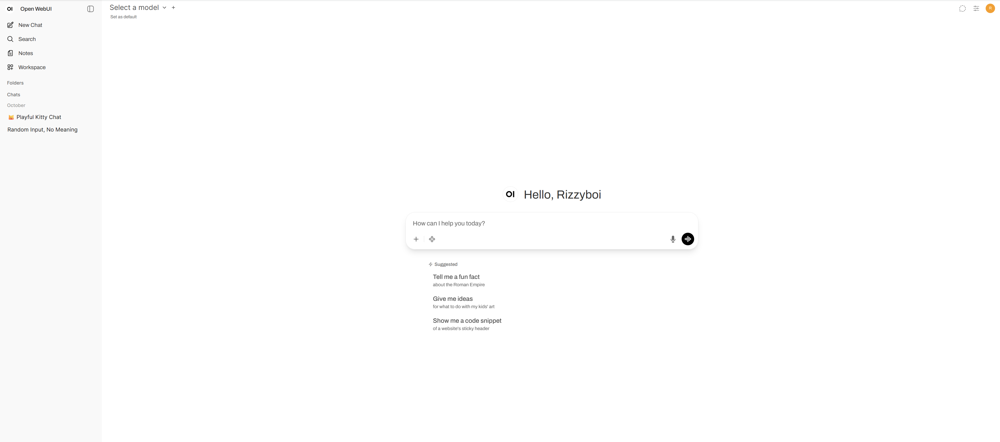 OI Open WebUI
New Chat
Search
Notes
Workspace
Folders
Chats
October
Playful Kitty Chat
Random Input, No Meaning
Select a model
Set as default
R
OI Hello, Rizzyboi
How can I help you today?
Suggested
Tell me a fun fact
about the Roman Empire
Give me ideas
for what to do with my kids' art
Show me a code snippet
of a website's sticky header